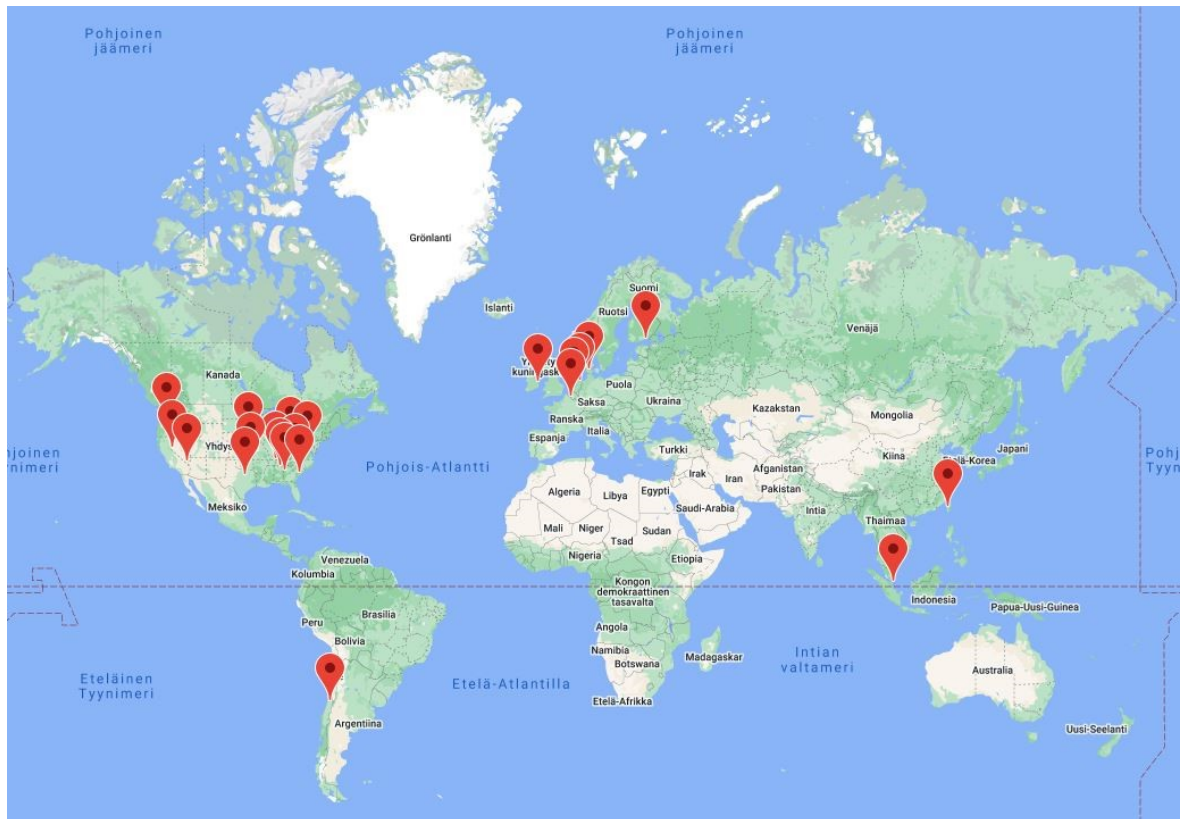 Pohjoinen
jäämeri
Pohjoinen
jäämeri
Grönlanti
Suomi
Islanti
Ruotsi
Venäjä
Kanada
Puola
Saksa
Ukraina
Ranska
Kazakstan
Mongolia
Italia
Espanja
Turkki
Japani
Kiina
Etelä-Korea
Pohjois-Atlantti
Irak
Afganistan
Iran
Pakistan
Algeria
Libya
Egypti
Meksiko
Saudi-Arabia
Intia
Thaimaa
Mali
Niger
Sudan
Tsad
Nigeria
Etiopia
Venezuela
Kolumbia
Kongon
demokraattinen
tasavalta
Indonesia
Papua-Uusi-Guinea
Brasilia
Peru
Angola
Bolivia
Namibia
Madagaskar
Botswana
Intian
valtameri
Australia
Eteläinen
Tyynimeri
Etelä-Atlantilla
Etelä-Afrikka
Argentiina
Uusi-Seelanti